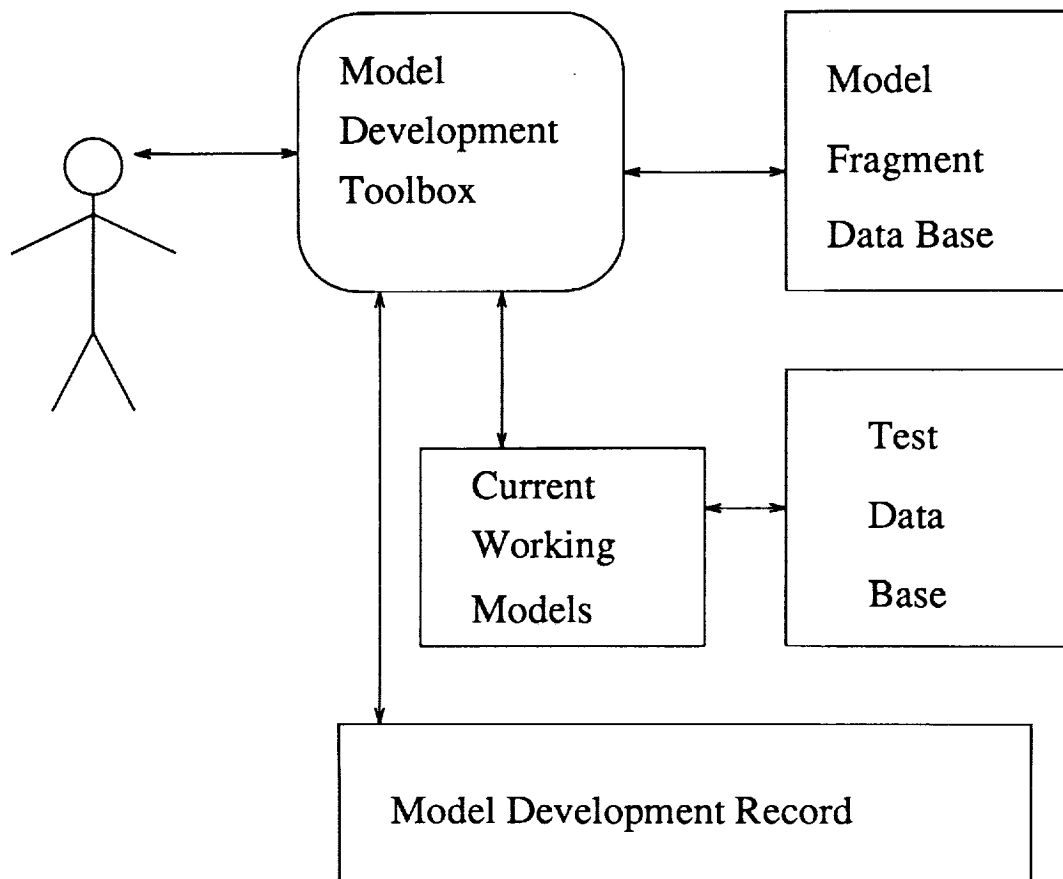 Model
Development
Toolbox
Model
Fragment
Data Base
Current
Working
Models
Test
Data
Base
Model Development Record